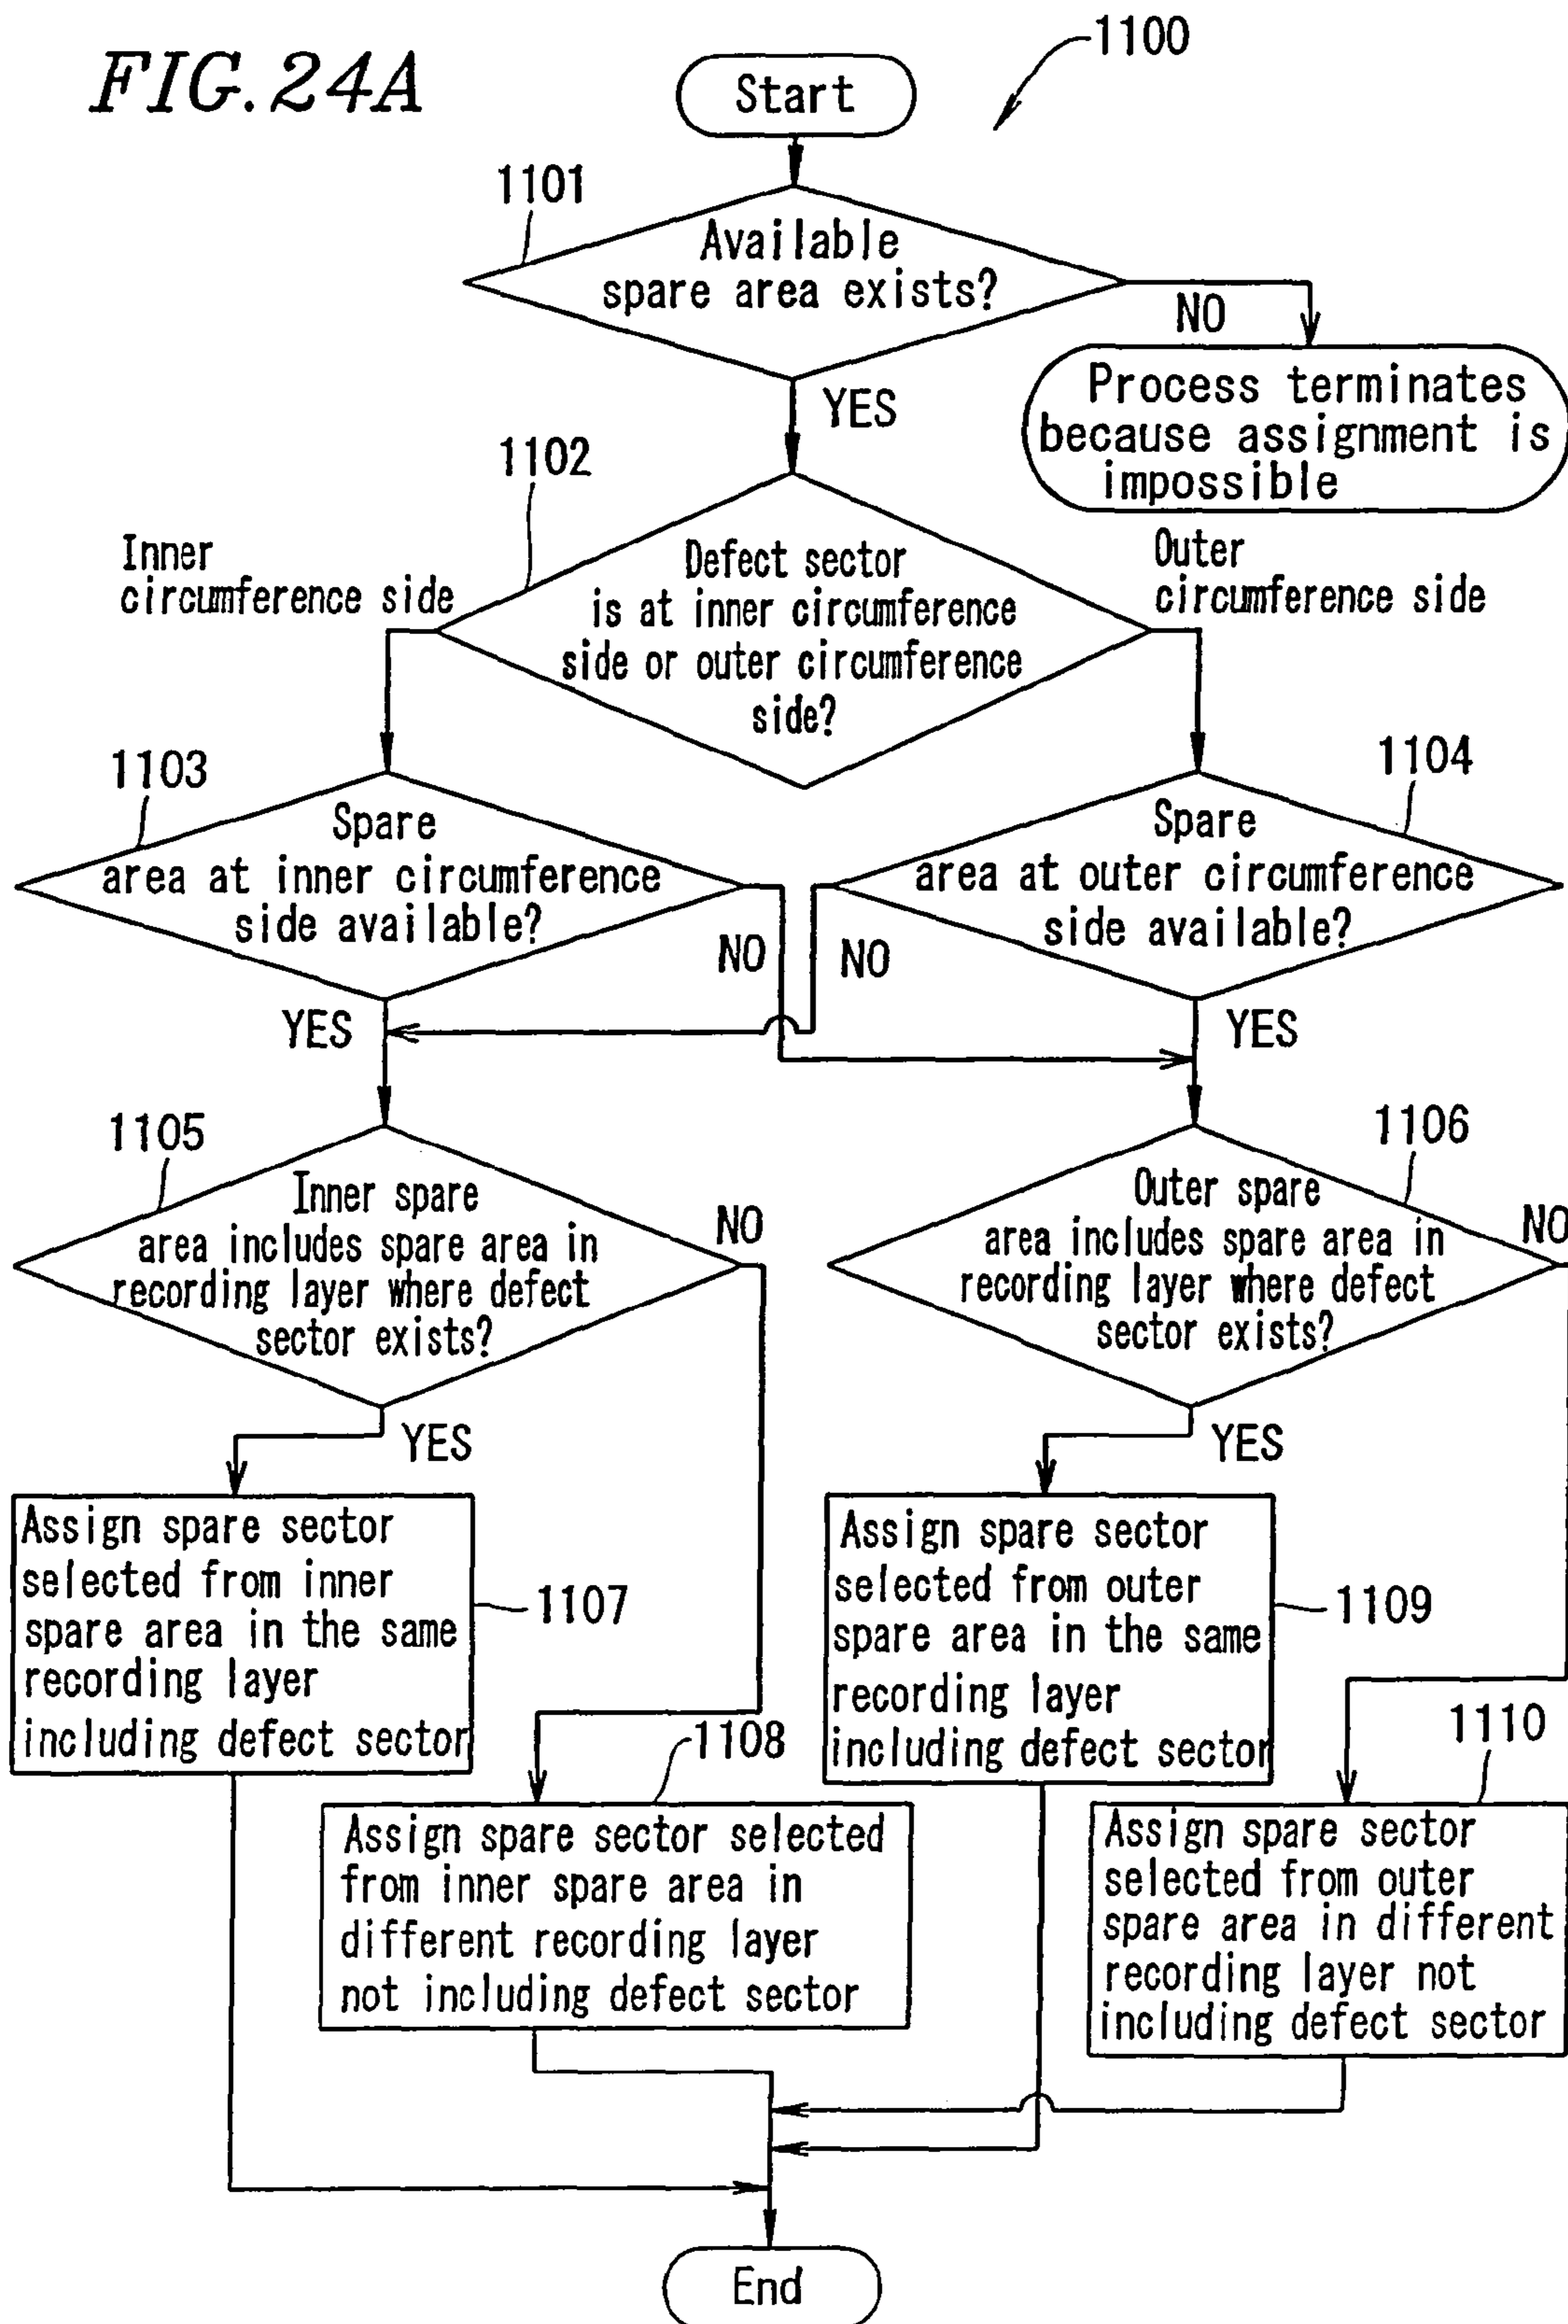 FIG. 24A
1100
Start
1101
Available
spare area exists?
NO
Process terminates
because assignment is
impossible
YES
1102
Inner
circumference side
Defect sector
is at inner circumference
side or outer circumference
side?
Outer
circumference side
1103
Spare
area at inner circumference
side available?
NO
YES
1104
Spare
area at outer circumference
side available?
NO
YES
1105
Inner spare
area includes spare area in
recording layer where defect
sector exists?
NO
YES
1106
Outer spare
area includes spare area in
recording layer where defect
sector exists?
NO
YES
Assign spare sector
selected from inner
spare area in the same
recording layer
including defect sector
1107
1108
Assign spare sector selected
from inner spare area in
different recording layer
not including defect sector
Assign spare sector
selected from outer
spare area in the same
recording layer
including defect sector
1109
1110
Assign spare sector
selected from outer
spare area in different
recording layer not
including defect sector
End